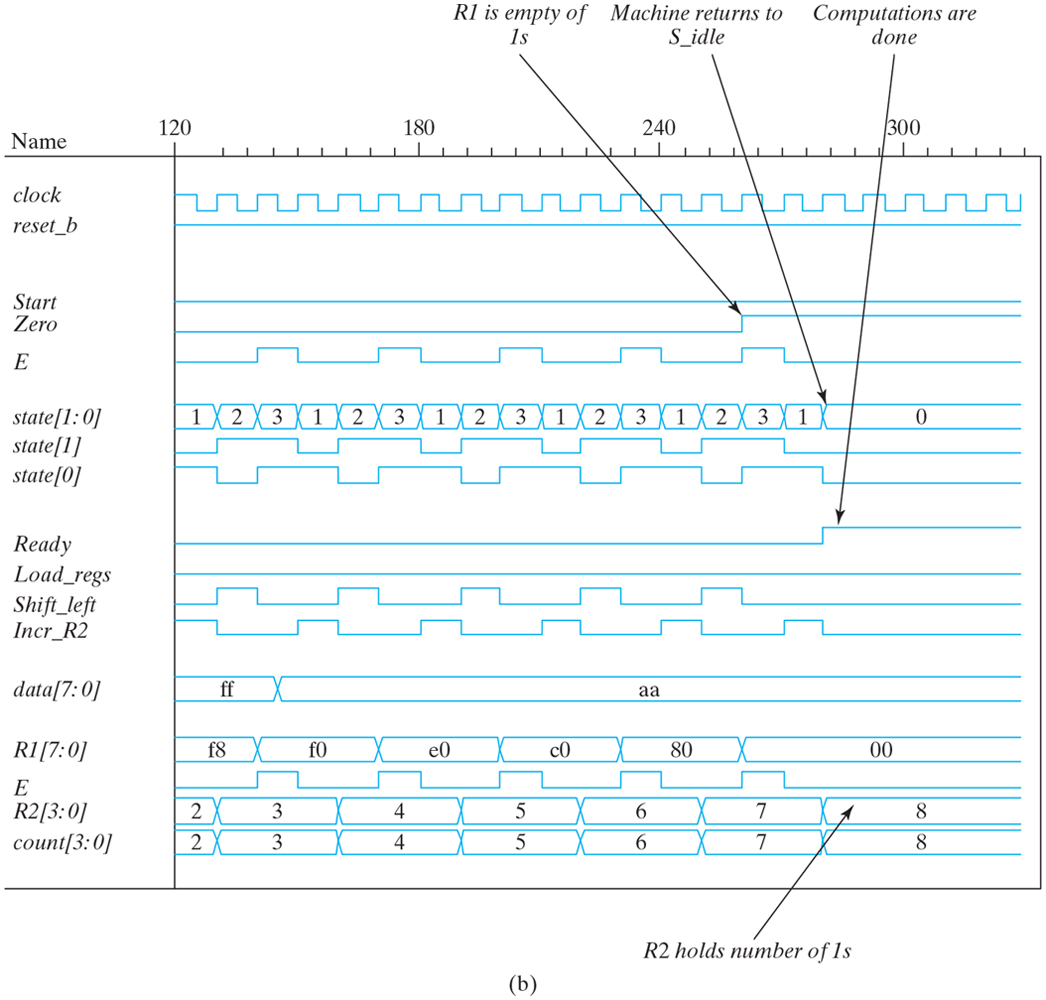 R1 is empty of
1s
Machine returns to
S_idle
Computations are
done
Name
120 180 240 300
clock
reset_b
Start
Zero
E
state[1:0] 1 2 3 1 2 3 1 2 3 1 2 3 1 2 3 1 0
state[1]
state[0]
Ready
Load_regs
Shift_left
Incr_R2
data[7:0] ff aa
R1[7:0] f8 f0 e0 c0 80 00
E
R2[3:0] 2 3 4 5 6 7 8
count[3:0] 2 3 4 5 6 7 8
R2 holds number of 1s
(b)